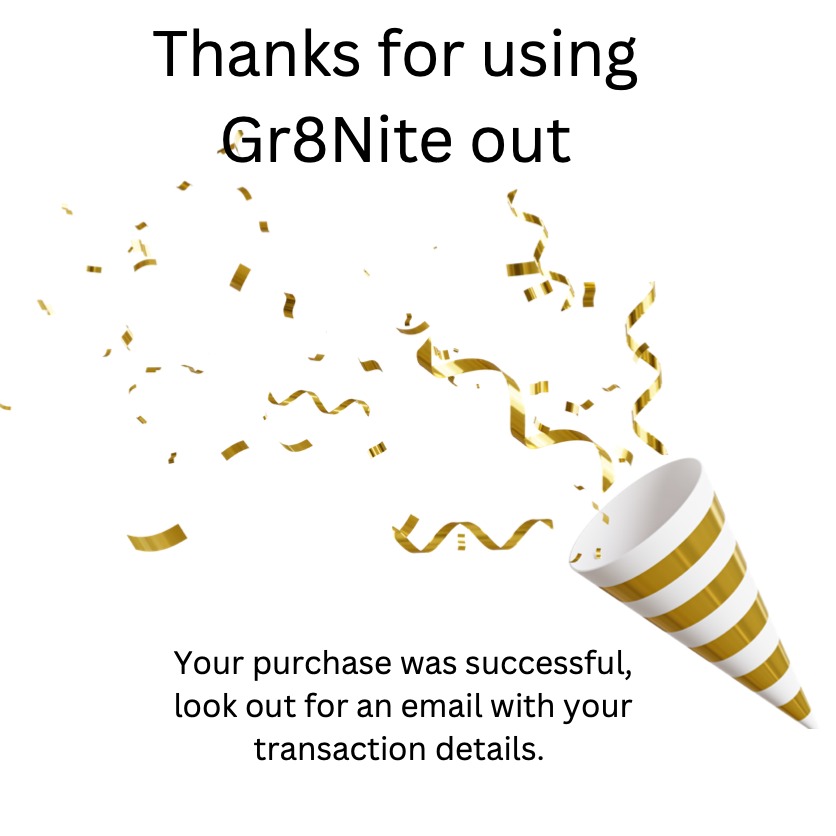 Thanks for using
Gr8Nite out
Your purchase was successful,
look out for an email with your
transaction details.